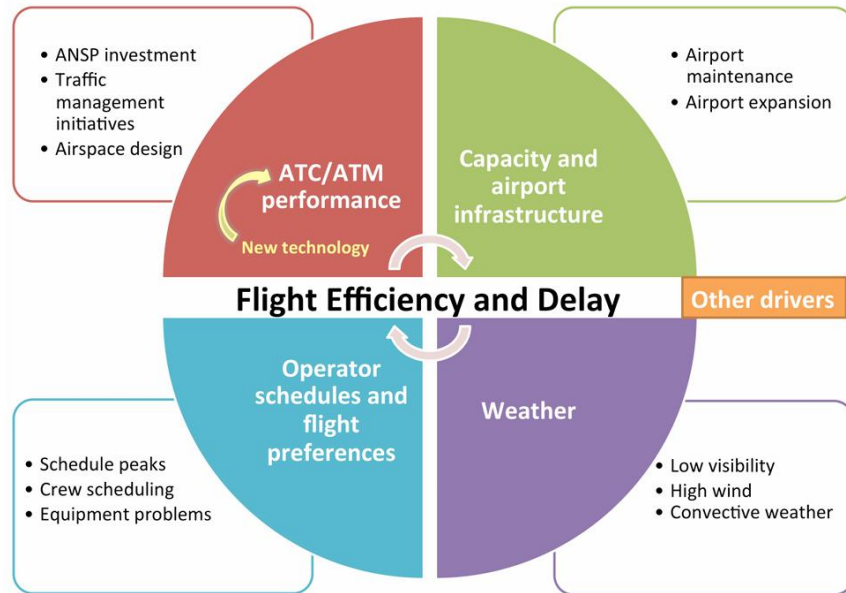 • ANSP investment
• Traffic
management
initiatives
• Airspace design
• Airport
maintenance
• Airport expansion
ATC/ATM
performance
New technology
Capacity and
airport
infrastructure
Flight Efficiency and Delay
Other drivers
Operator
schedules and
flight
preferences
Weather
• Schedule peaks
• Crew scheduling
• Equipment problems
• Low visibility
• High wind
• Convective weather